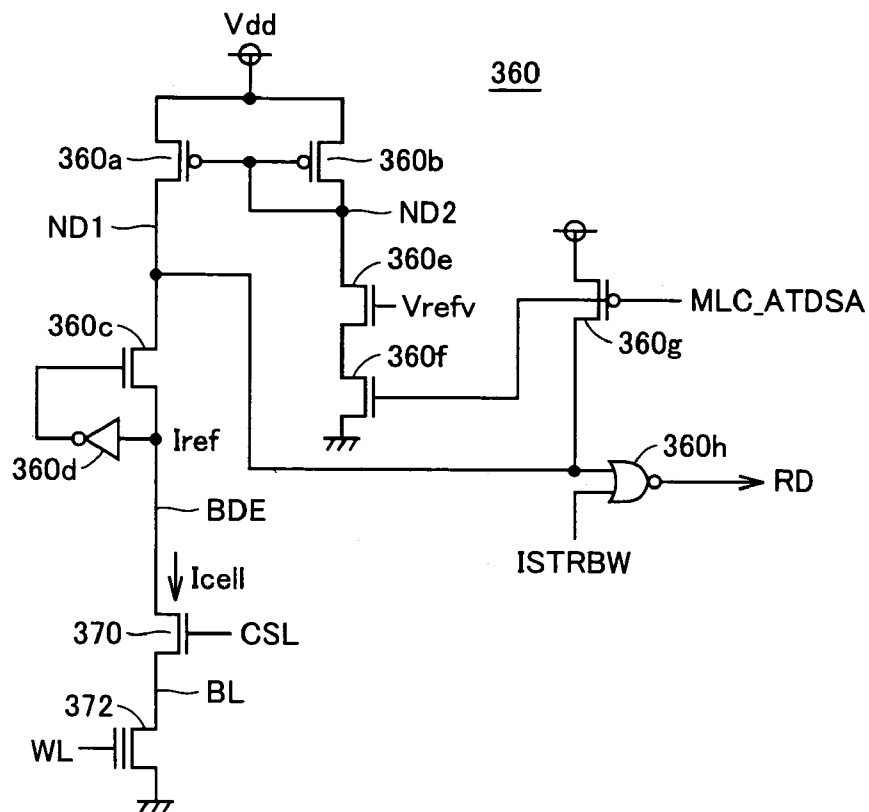 Vdd
360
360a
360b
ND1
ND2
360e
Vrefv
MLC_ATDSA
360c
360f
360g
360d
Iref
360h
RD
BDE
ISTRBW
Icell
370
CSL
BL
372
WL